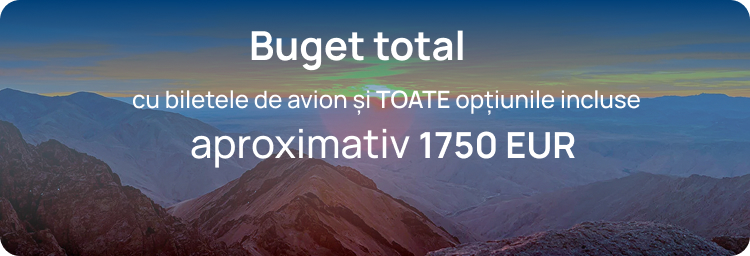 Buget total
cu biletele de avion și TOATE opțiunile incluse
aproximativ 1750 EUR